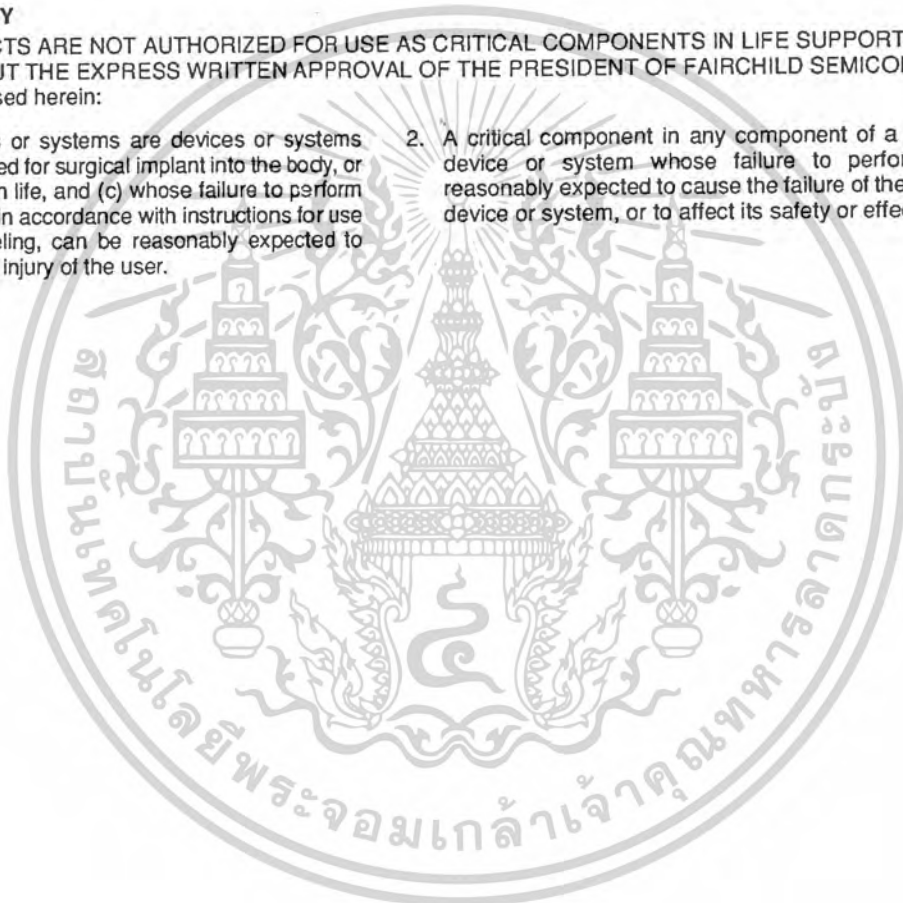 Y
CTS ARE NOT AUTHORIZED FOR USE AS CRITICAL COMPONENTS IN LIFE SUPPORT
UT THE EXPRESS WRITTEN APPROVAL OF THE PRESIDENT OF FAIRCHILD SEMICO
sed herein:
s or systems are devices or systems
ed for surgical implant into the body, or
n life, and (c) whose failure to perform
in accordance with instructions for use
eling, can be reasonably expected to
injury of the user.
2. A critical component in any component of a
device or system whose failure to perfor
reasonably expected to cause the failure of the
device or system, or to affect its safety or effe
สถาบันเทคโนโลยีพระจอมเกล้าเจ้าคุณทหารลาดกระบัง
๔